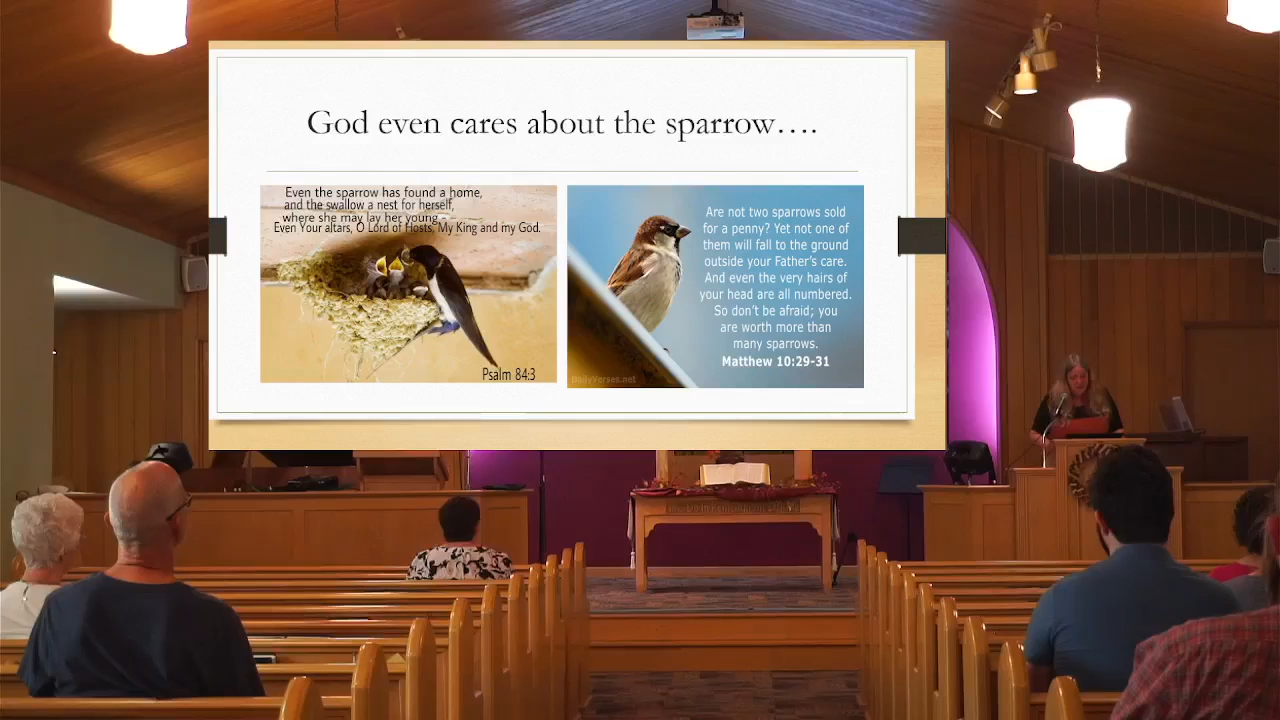 God even cares about the sparrow….
Even the sparrow has found a home,
and the swallow a nest for herself,
where she may lay her young -
Even Your altars, O Lord of Hosts, My King and my God.
Psalm 84:3
Are not two sparrows sold
for a penny? Yet not one of
them will fall to the ground
outside your Father's care.
And even the very hairs of
your head are all numbered.
So don't be afraid; you
are worth more than
many sparrows.
Matthew 10:29-31
DailyVerses.net